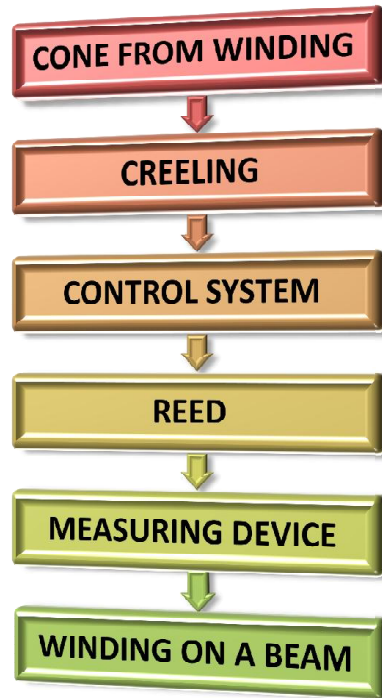 CONE FROM WINDING
CREELING
CONTROL SYSTEM
REED
MEASURING DEVICE
WINDING ON A BEAM